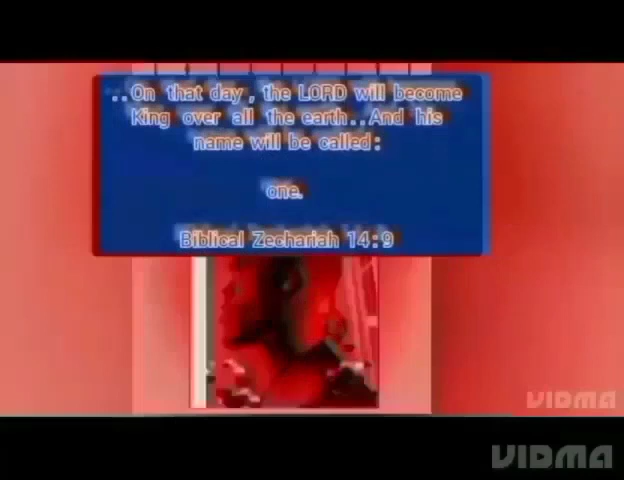 ..On that day, the LORD will become
King over all the earth..And his
name will be called:
one.
Biblical Zechariah 14:9
VIDMA
VIDMA